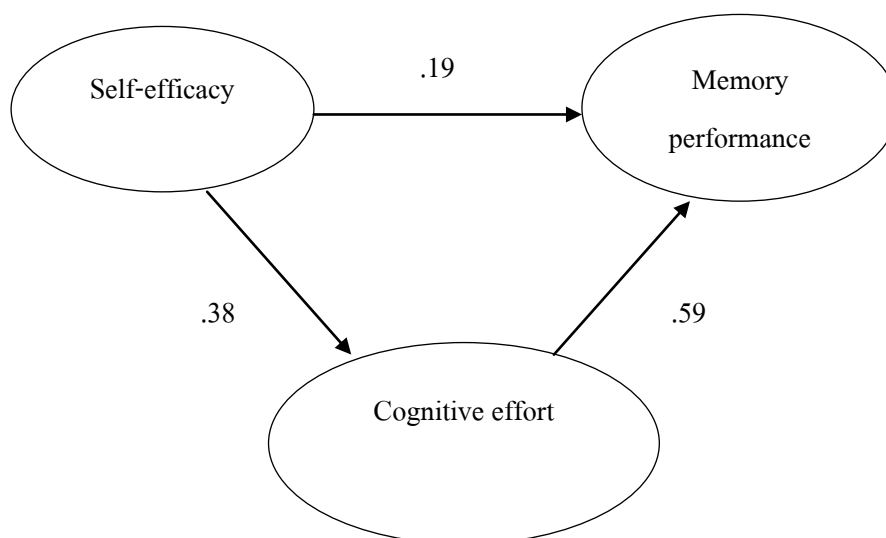 Self-efficacy
.19
Memory
performance
.38
.59
Cognitive effort